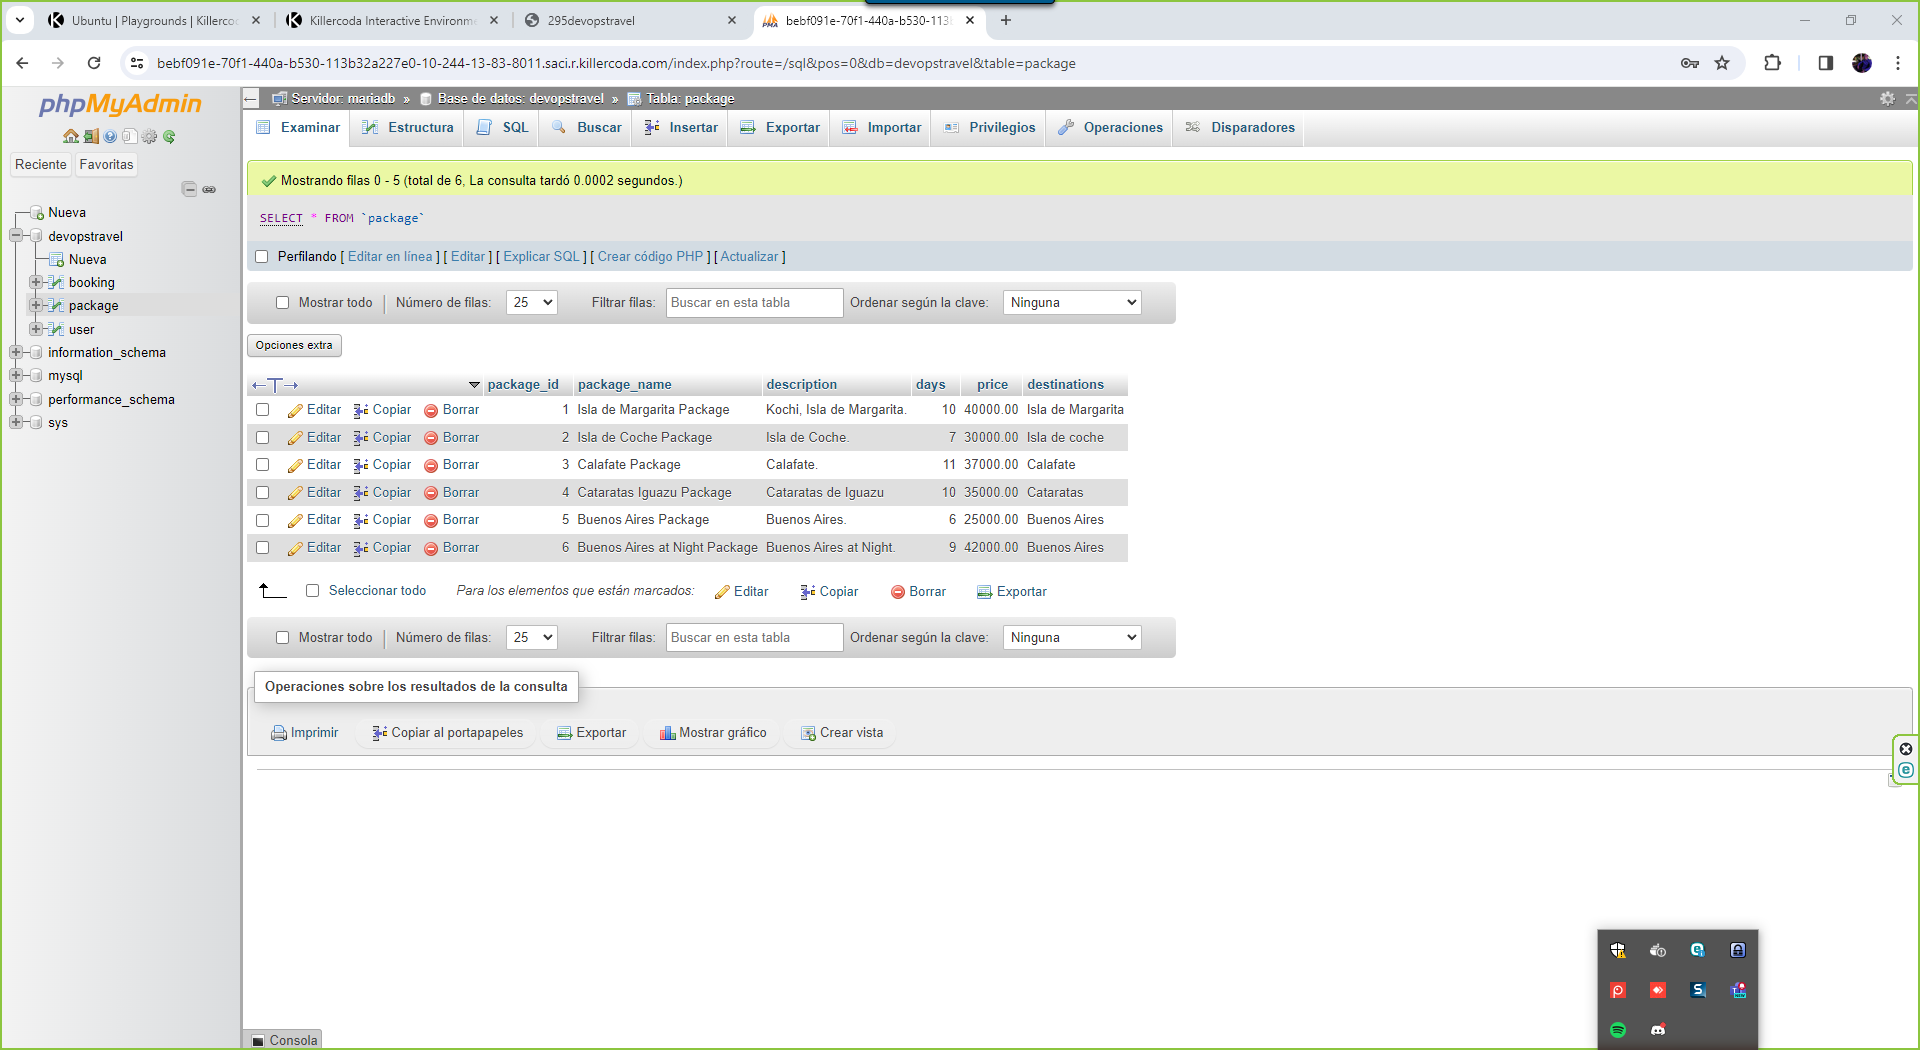 Ubuntu | Playgrounds | Killerco
Killercoda Interactive Environme
295devopstravel
bebf091e-70f1-440a-b530-113b
bebf091e-70f1-440a-b530-113b32a227e0-10-244-13-83-8011.saci.r.killercoda.com/index.php?route=/sql&pos=0&db=devopstravel&table=package
phpMyAdmin
Reciente Favoritas
Nueva
devopstravel
Nueva
booking
package
user
information_schema
mysql
performance_schema
sys
Servidor: mariadb » Base de datos: devopstravel » Tabla: package
Examinar Estructura SQL Buscar Insertar Exportar Importar Privilegios Operaciones Disparadores
Mostrando filas 0 - 5 (total de 6, La consulta tardó 0.0002 segundos.)
SELECT * FROM `package`
Perfilando [ Editar en línea ] [ Editar ] [ Explicar SQL ] [ Crear código PHP ] [ Actualizar ]
Mostrar todo | Número de filas: 25 Filtrar filas: Buscar en esta tabla Ordenar según la clave: Ninguna
Opciones extra
package_id package_name description days price destinations
Editar Copiar Borrar 1 Isla de Margarita Package Kochi, Isla de Margarita. 10 40000.00 Isla de Margarita
Editar Copiar Borrar 2 Isla de Coche Package Isla de Coche. 7 30000.00 Isla de coche
Editar Copiar Borrar 3 Calafate Package Calafate. 11 37000.00 Calafate
Editar Copiar Borrar 4 Cataratas Iguazu Package Cataratas de Iguazu 10 35000.00 Cataratas
Editar Copiar Borrar 5 Buenos Aires Package Buenos Aires. 6 25000.00 Buenos Aires
Editar Copiar Borrar 6 Buenos Aires at Night Package Buenos Aires at Night. 9 42000.00 Buenos Aires
Seleccionar todo Para los elementos que están marcados: Editar Copiar Borrar Exportar
Mostrar todo | Número de filas: 25 Filtrar filas: Buscar en esta tabla Ordenar según la clave: Ninguna
Operaciones sobre los resultados de la consulta
Imprimir Copiar al portapapeles Exportar Mostrar gráfico Crear vista
Consola